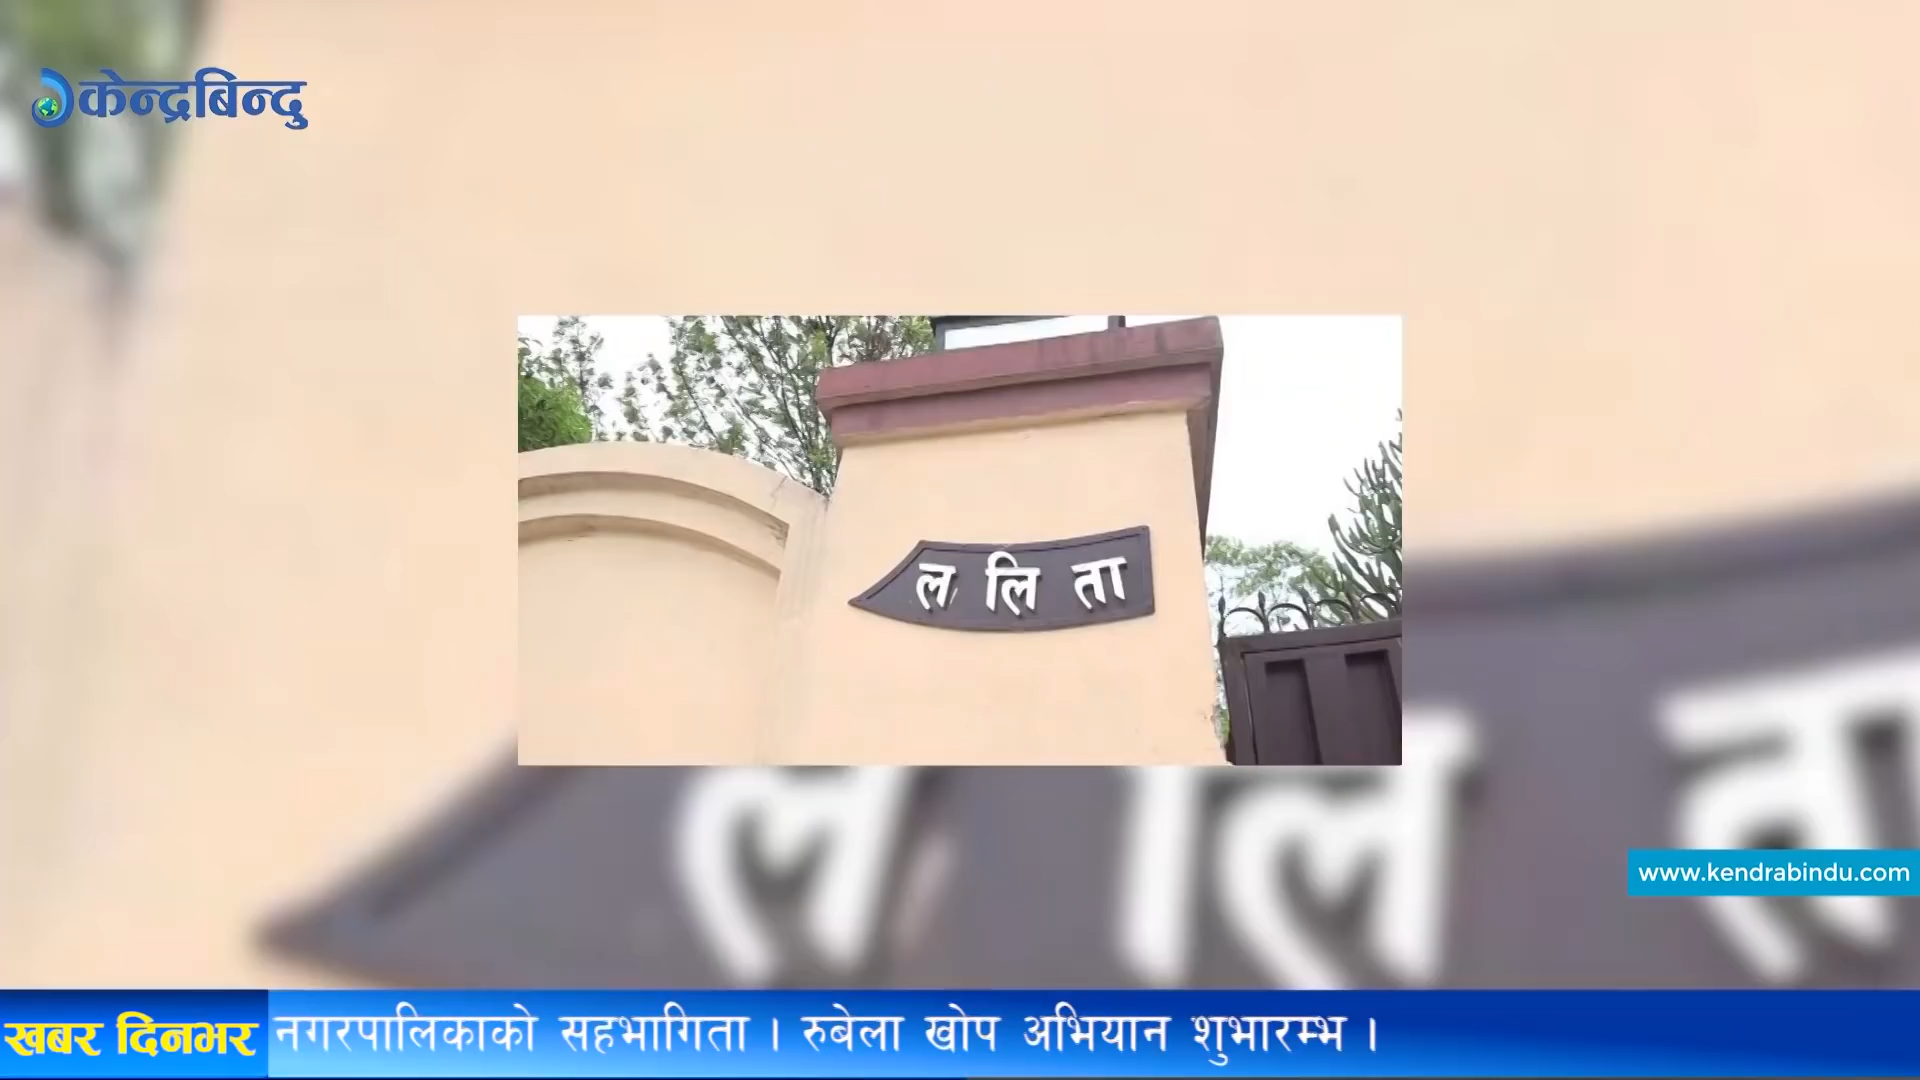 केन्द्रबिन्दु
ल लि ता
www.kendrabindu.com
खबर दिनभर
नगरपालिकाको सहभागिता । रुबेला खोप अभियान शुभारम्भ ।